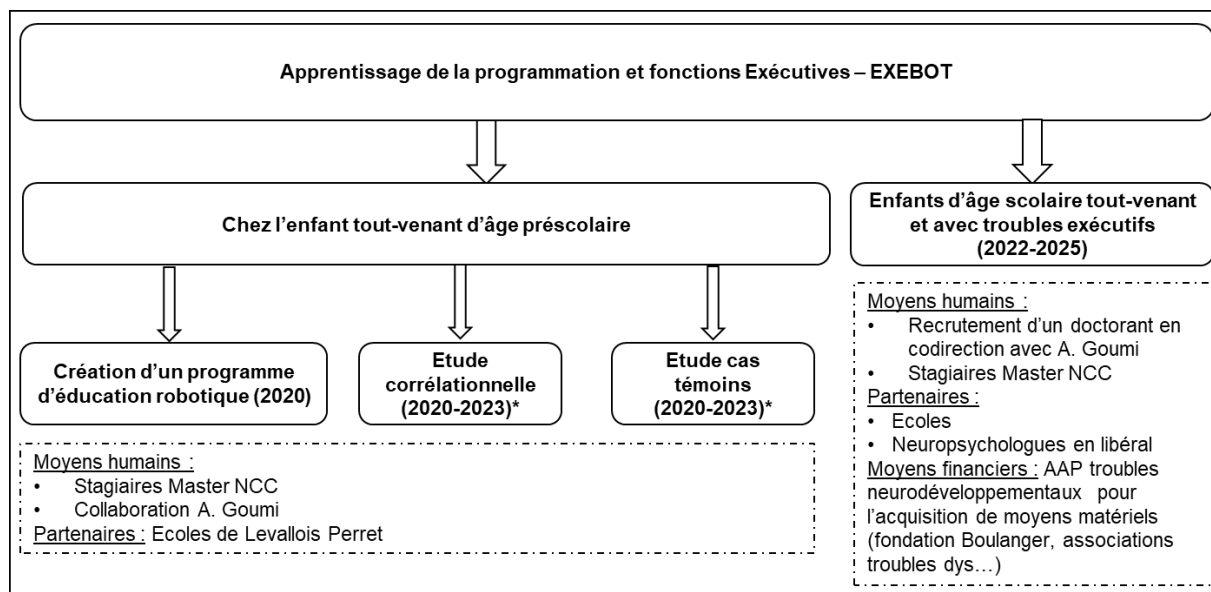 Apprentissage de la programmation et fonctions Exécutives – EXEBOT
Chez l'enfant tout-venant d'âge préscolaire
Enfants d'âge scolaire tout-venant
et avec troubles exécutifs
(2022-2025)
Création d'un programme
d'éducation robotique (2020)
Etude
corrélationnelle
(2020-2023)*
Etude cas
témoins
(2020-2023)*
Moyens humains :
• Stagiaires Master NCC
• Collaboration A. Goumi
Partenaires : Ecoles de Levallois Perret
Moyens humains :
• Recrutement d'un doctorant en
codirection avec A. Goumi
• Stagiaires Master NCC
Partenaires :
• Ecoles
• Neuropsychologues en libéral
Moyens financiers : AAP troubles
neurodéveloppementaux pour
l'acquisition de moyens matériels
(fondation Boulanger, associations
troubles dys…)